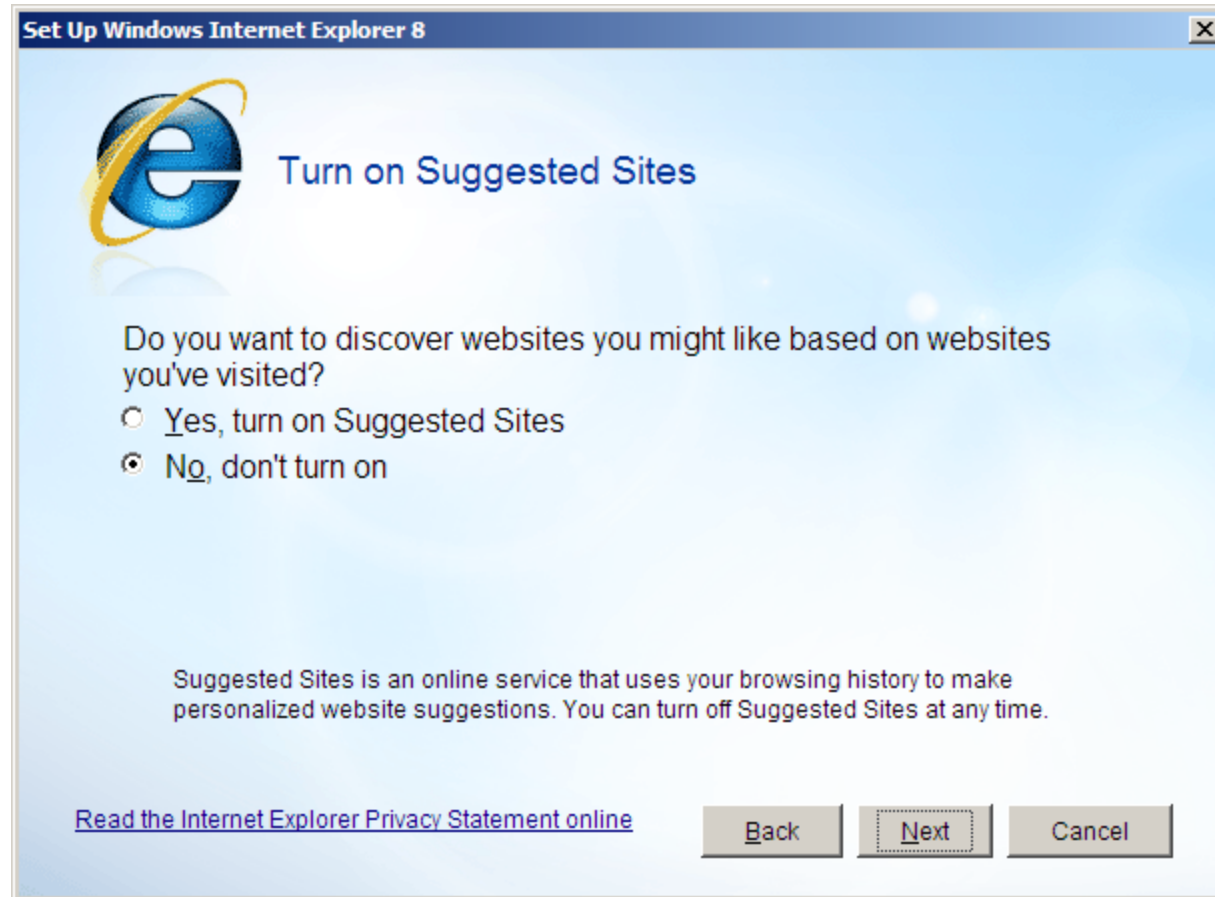 Set Up Windows Internet Explorer 8
Turn on Suggested Sites
Do you want to discover websites you might like based on websites
you've visited?
Yes, turn on Suggested Sites
No, don't turn on
Suggested Sites is an online service that uses your browsing history to make
personalized website suggestions. You can turn off Suggested Sites at any time.
Read the Internet Explorer Privacy Statement online
Back
Next
Cancel